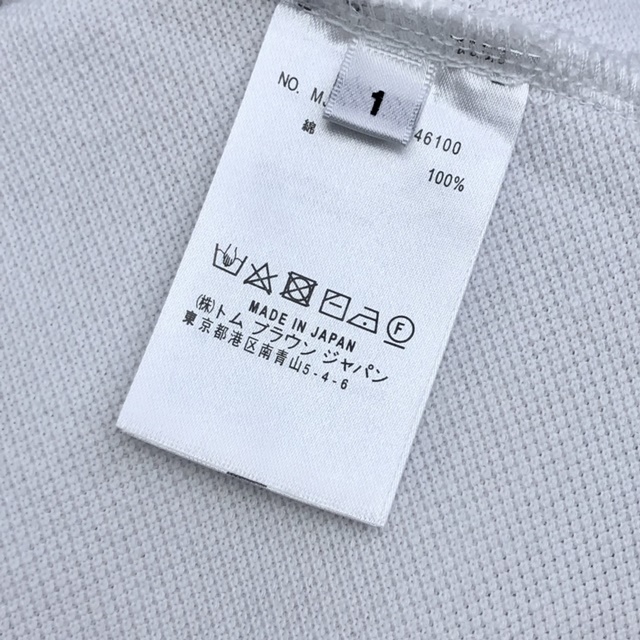 1
NO. M 46100
綿 100%
F
MADE IN JAPAN
(株)トム ブラウン ジャパン
東京都港区南青山5-4-6